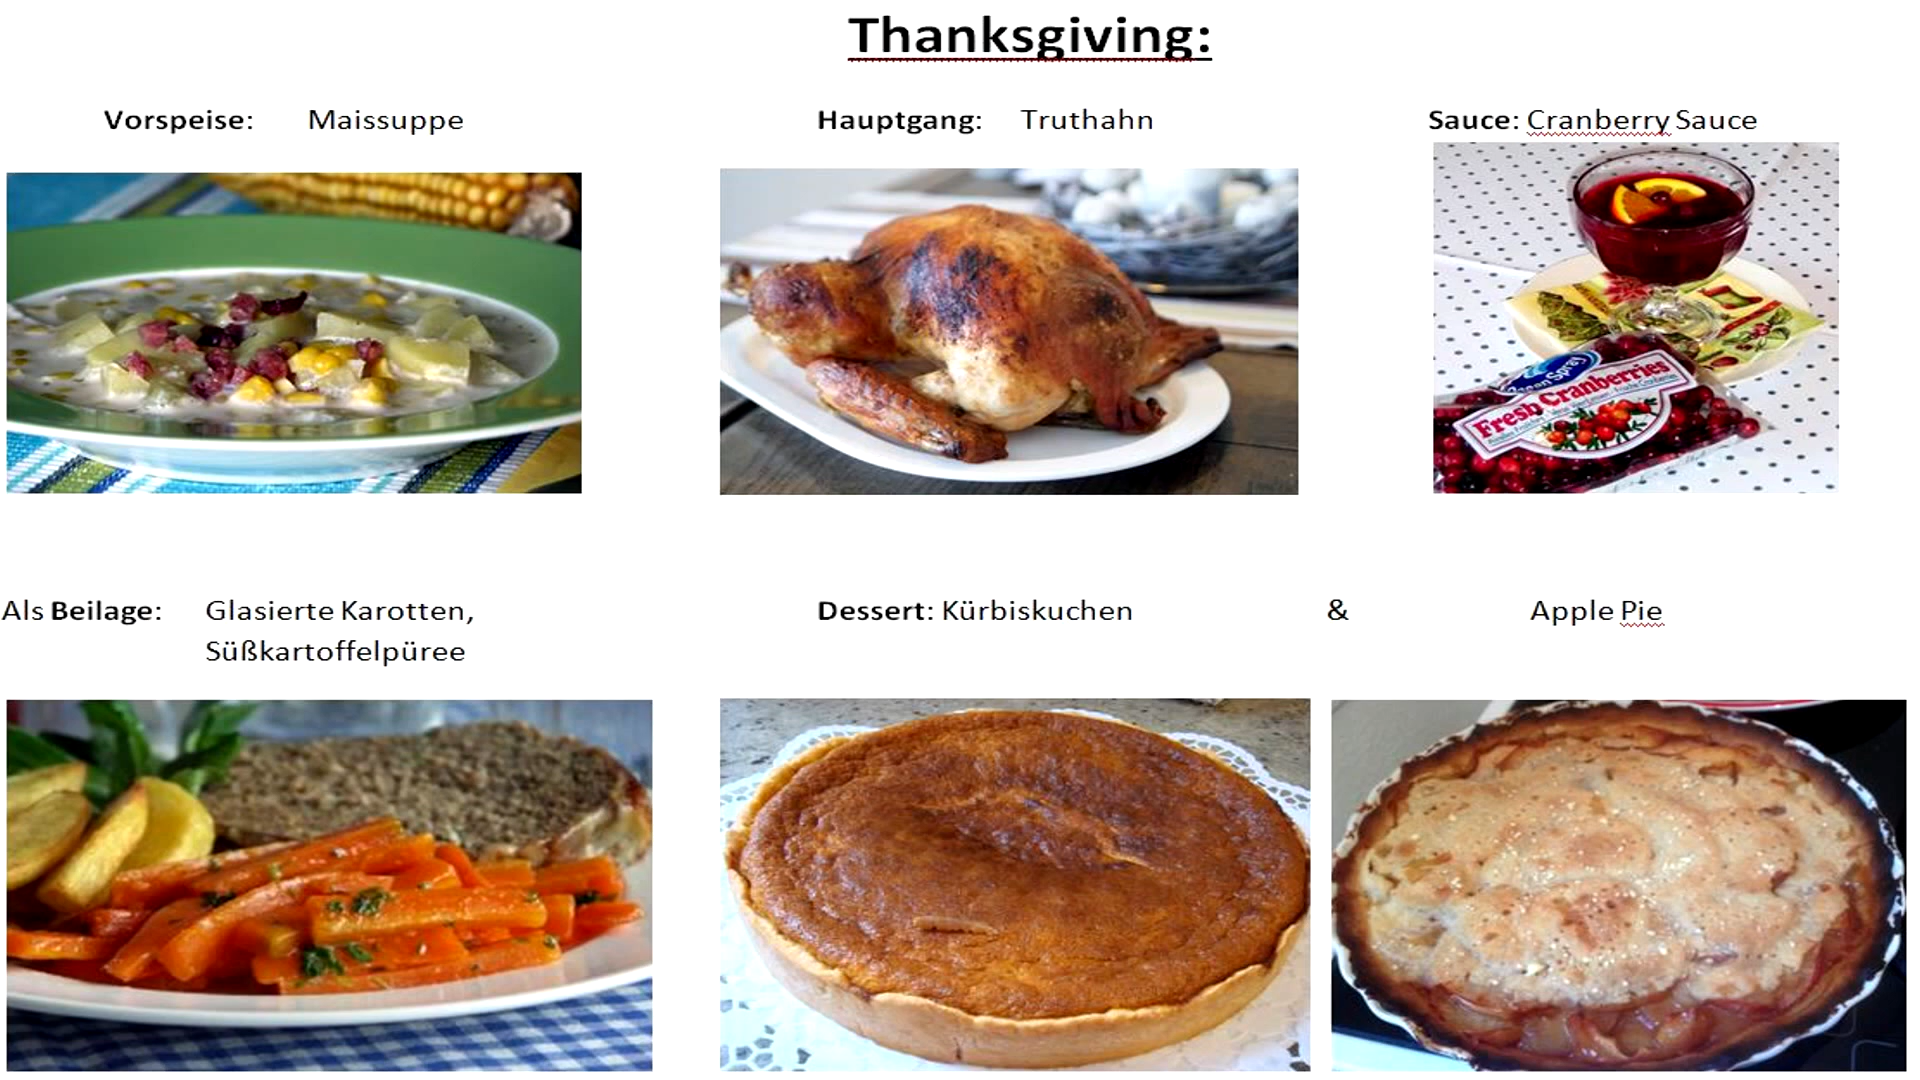 Thanksgiving:
Vorspeise: Maissuppe
Hauptgang: Truthahn
Sauce: Cranberry Sauce
Fresh Cranberries
Als Beilage: Glasierte Karotten,
Süßkartoffelpüree
Dessert: Kürbiskuchen & Apple Pie